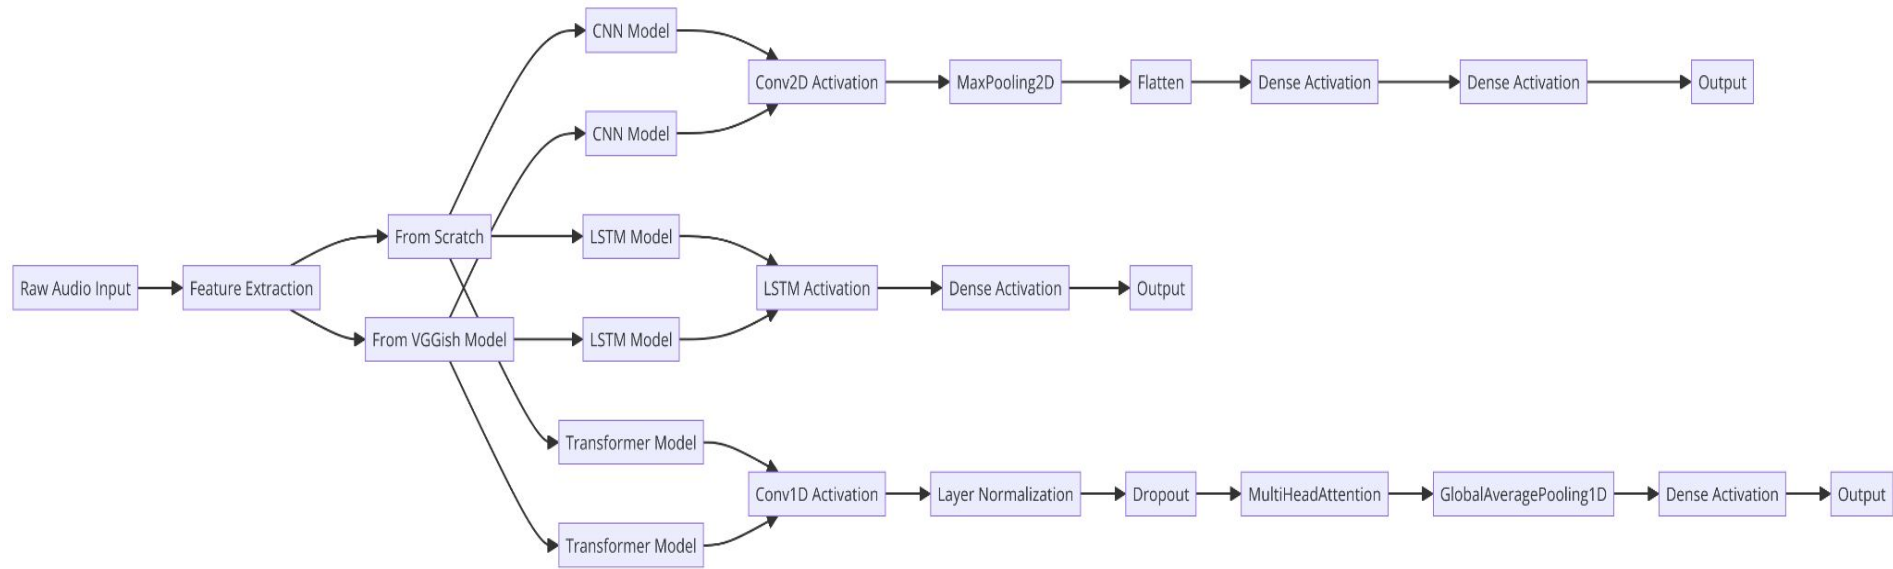 CNN Model
Conv2D Activation
MaxPooling2D
Flatten
Dense Activation
Dense Activation
Output
CNN Model
From Scratch
LSTM Model
Raw Audio Input
Feature Extraction
LSTM Activation
Dense Activation
Output
From VGGish Model
LSTM Model
Transformer Model
Conv1D Activation
Layer Normalization
Dropout
MultiHeadAttention
GlobalAveragePooling1D
Dense Activation
Output
Transformer Model